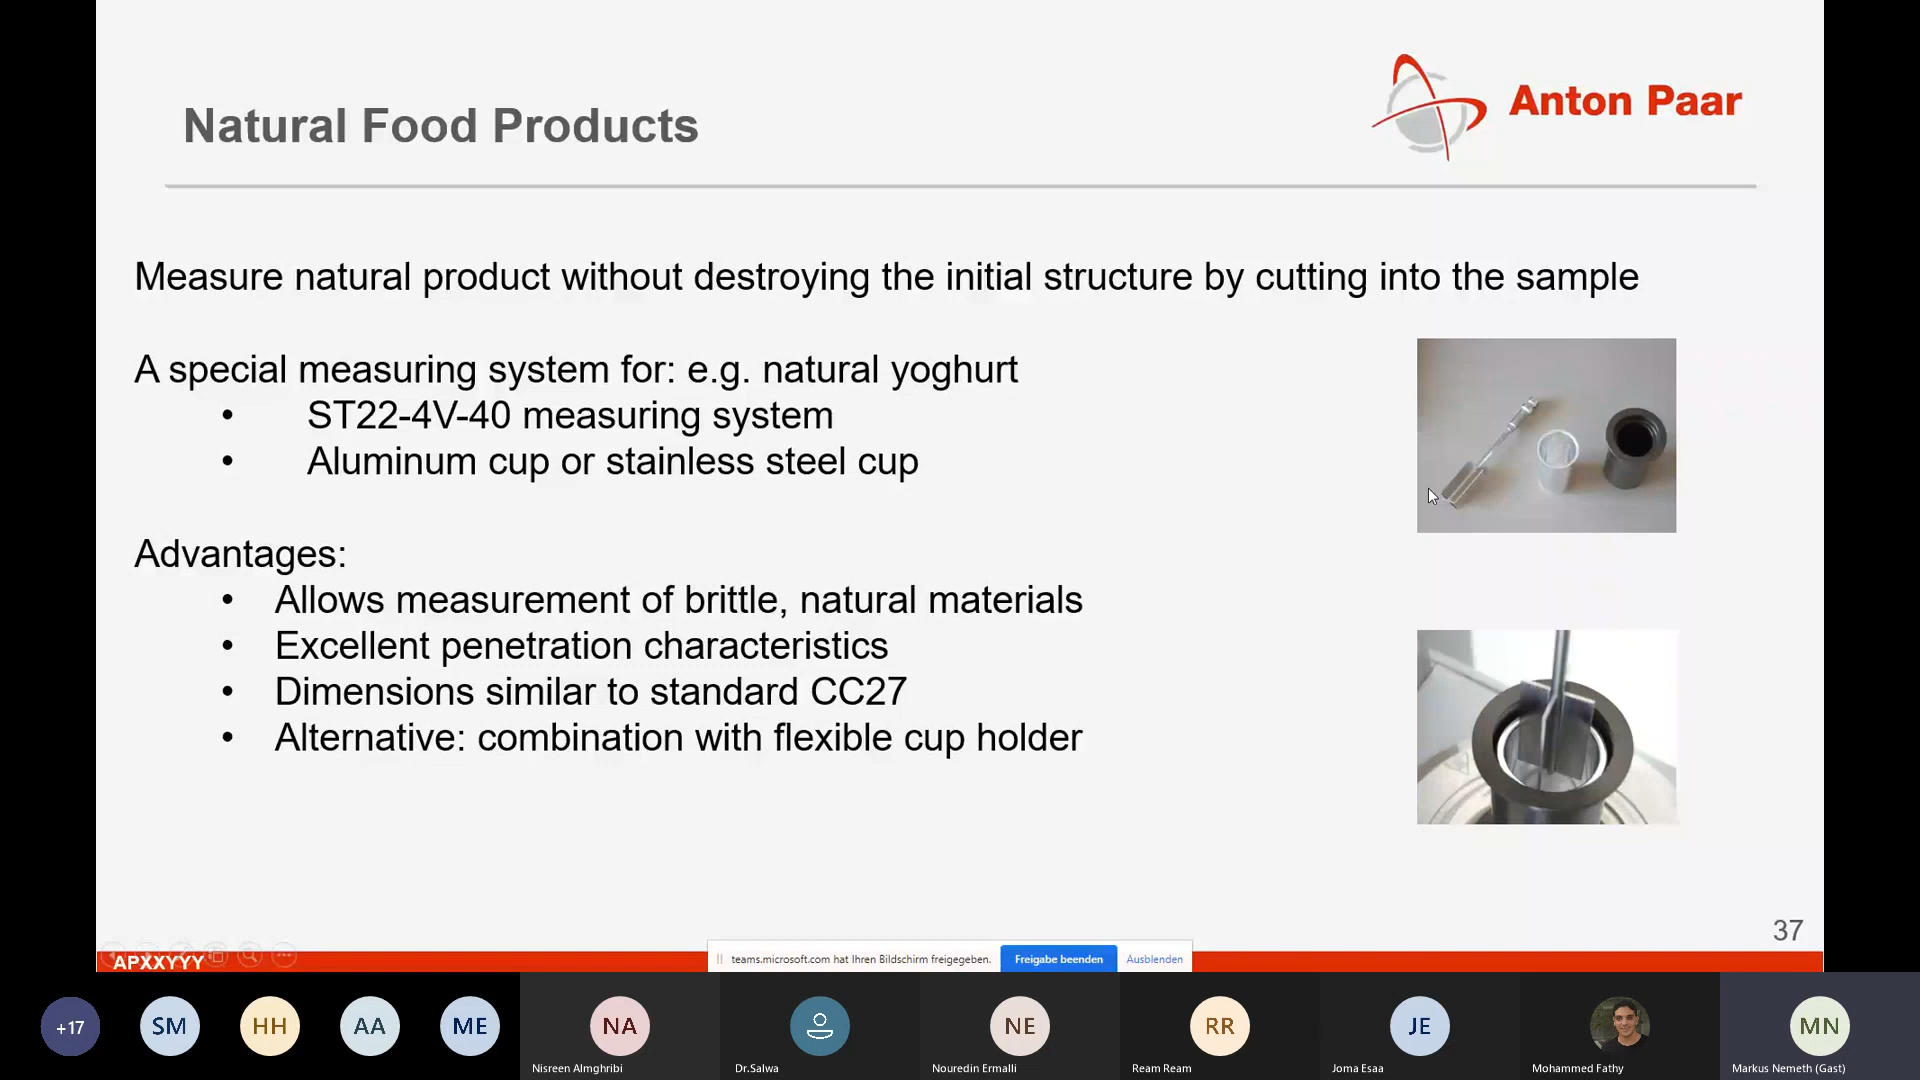 Anton Paar
Natural Food Products
Measure natural product without destroying the initial structure by cutting into the sample
A special measuring system for: e.g. natural yoghurt
• ST22-4V-40 measuring system
• Aluminum cup or stainless steel cup
Advantages:
• Allows measurement of brittle, natural materials
• Excellent penetration characteristics
• Dimensions similar to standard CC27
• Alternative: combination with flexible cup holder
37
APXXYYY
teams.microsoft.com hat Ihren Bildschirm freigegeben. Freigabe beenden Ausblenden
+17 SM HH AA ME NA NE RR JE MN
Nisreen Almghribi Dr.Salwa Nouredin Ermalli Ream Ream Joma Esaa Mohammed Fathy Markus Nemeth (Gast)